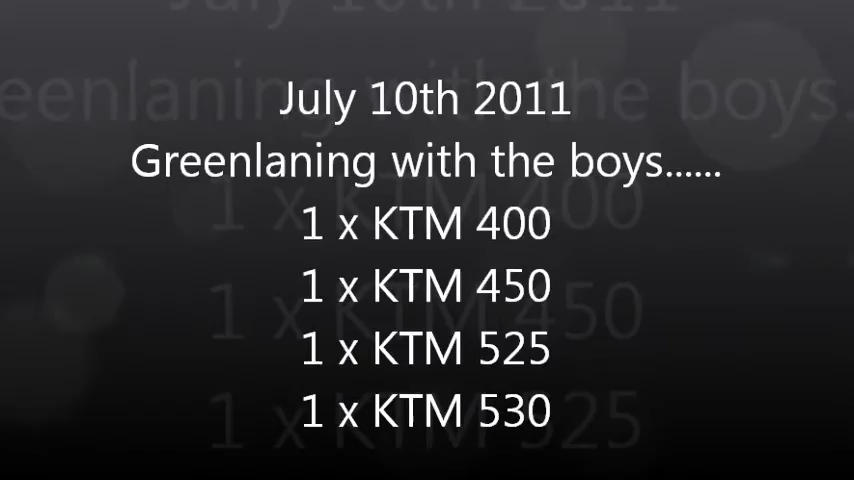 July 10th 2011
Greenlaning with the boys......
1 x KTM 400
1 x KTM 450
1 x KTM 525
1 x KTM 530